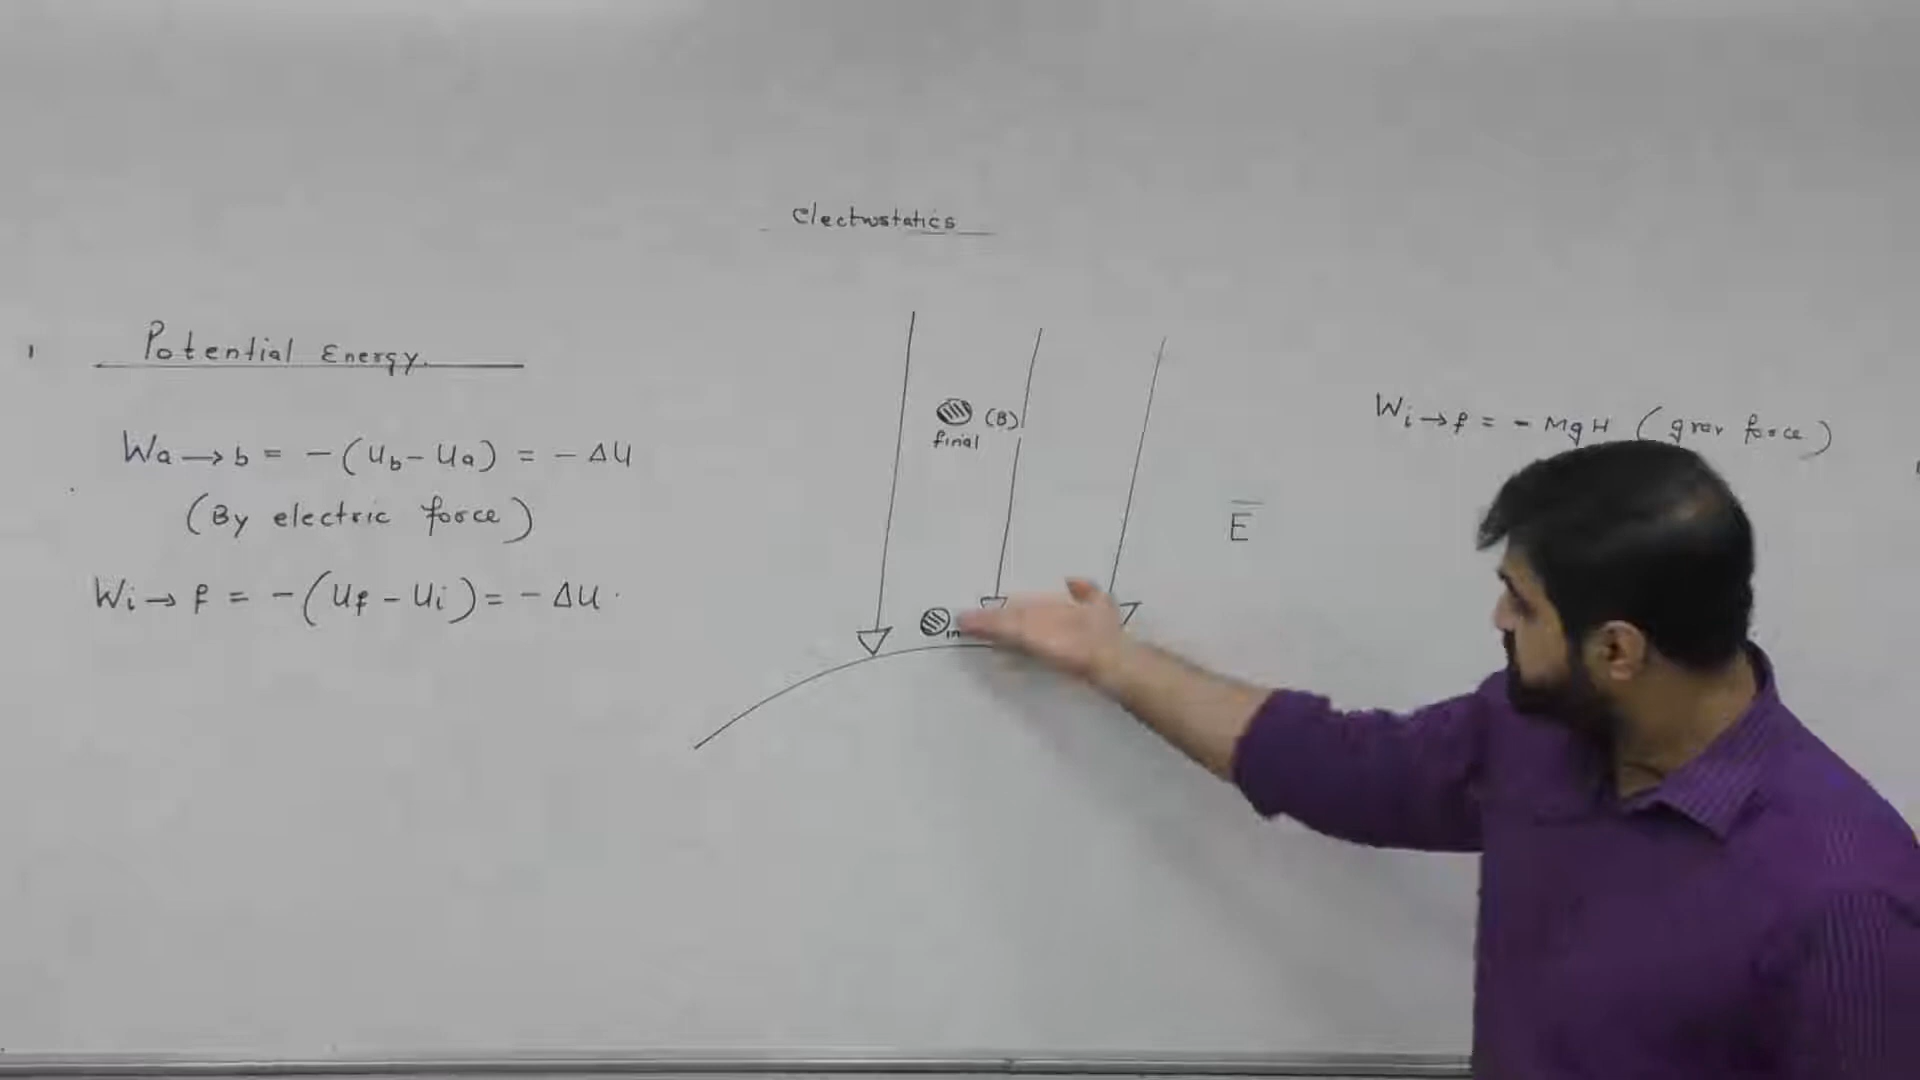 Electrostatics
Potential Energy.
Wa→b = -(Ub-Ua) = -ΔU
(By electric force)
Wi→f = -(Uf-Ui) = -ΔU.
(B)
final
E̅
Wi→f = -MgH (grav force)